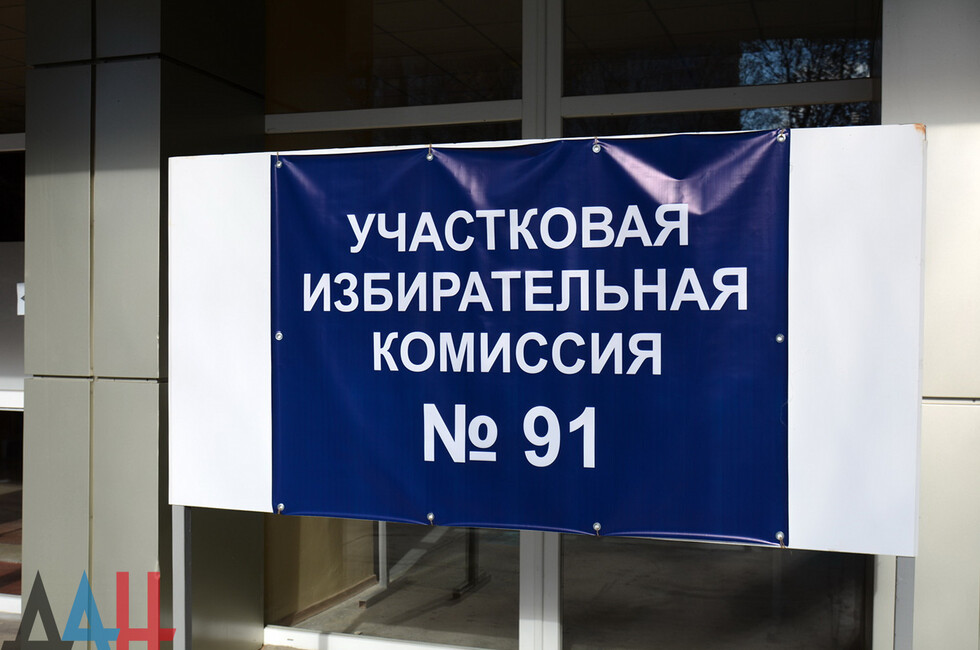 УЧАСТКОВАЯ
ИЗБИРАТЕЛЬНАЯ
КОМИССИЯ
№ 91
ДАН